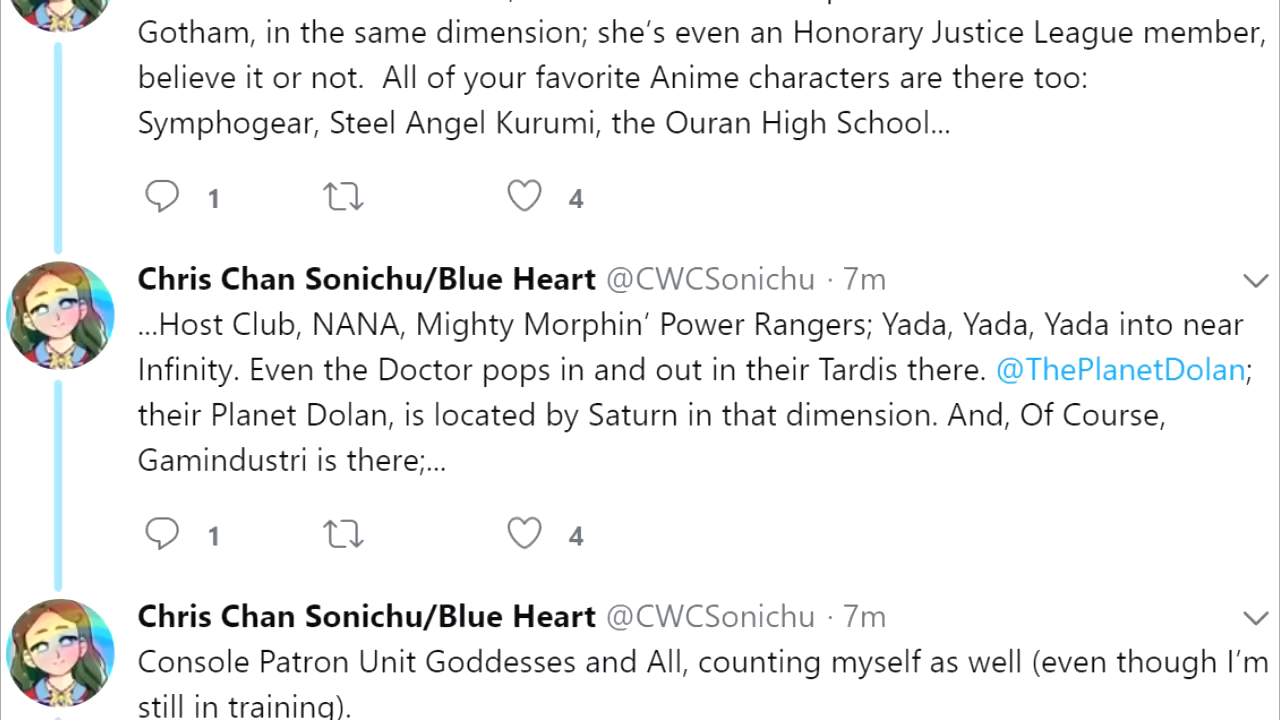 Gotham, in the same dimension; she’s even an Honorary Justice League member,
believe it or not.  All of your favorite Anime characters are there too:
Symphogear, Steel Angel Kurumi, the Ouran High School...
1 4
Chris Chan Sonichu/Blue Heart @CWCSonichu · 7m
...Host Club, NANA, Mighty Morphin’ Power Rangers; Yada, Yada, Yada into near
Infinity. Even the Doctor pops in and out in their Tardis there. @ThePlanetDolan;
their Planet Dolan, is located by Saturn in that dimension. And, Of Course,
Gamindustri is there;...
1 4
Chris Chan Sonichu/Blue Heart @CWCSonichu · 7m
Console Patron Unit Goddesses and All, counting myself as well (even though I’m
still in training).